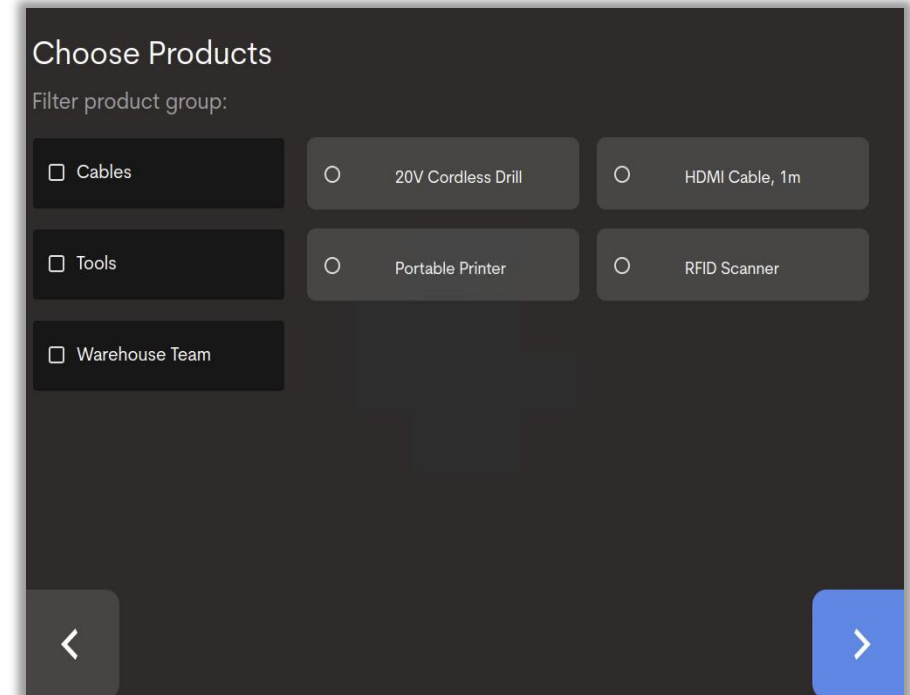 Choose Products
Filter product group:
Cables
20V Cordless Drill
HDMI Cable, 1m
Tools
Portable Printer
RFID Scanner
Warehouse Team